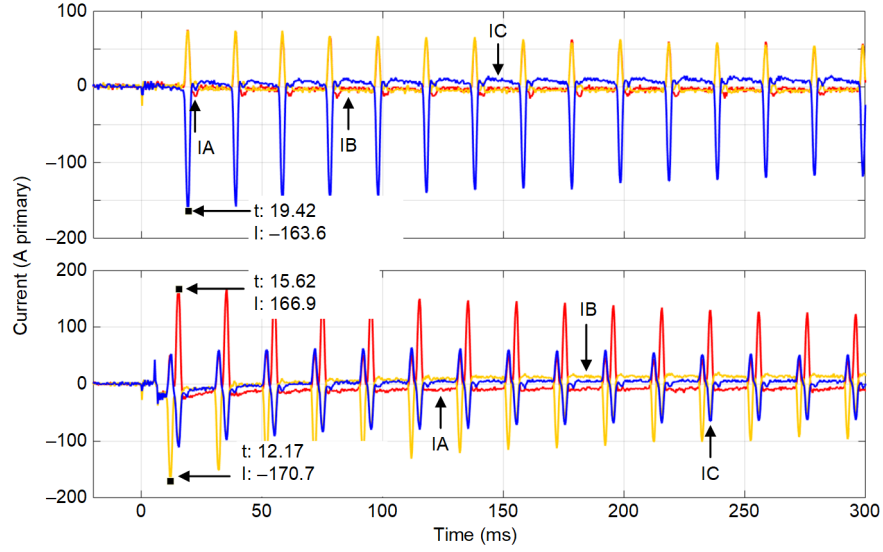 100
50
0
–100
–200
IC
IA
IB
t: 19.42
I: –163.6
Current (A primary)
200
100
0
–100
–200
t: 15.62
I: 166.9
IB
IA
IC
t: 12.17
I: –170.7
0 50 100 150 200 250 300
Time (ms)